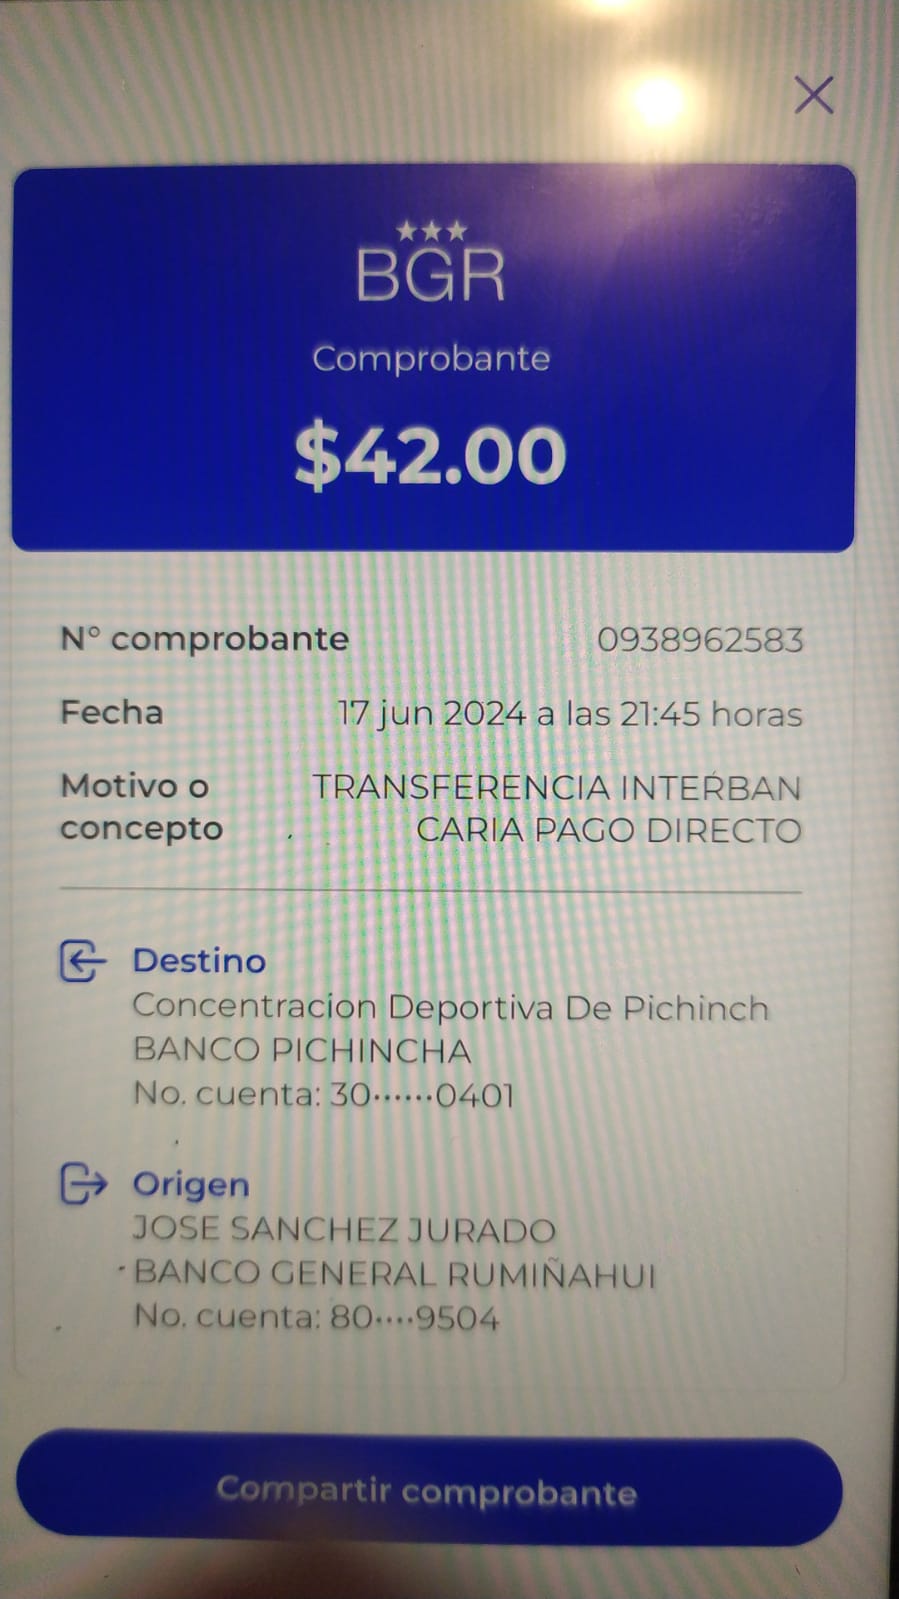 BGR
Comprobante
$42.00
N° comprobante 0938962583
Fecha 17 jun 2024 a las 21:45 horas
Motivo o TRANSFERENCIA INTERBAN
concepto CARIA PAGO DIRECTO
Destino
Concentracion Deportiva De Pichinch
BANCO PICHINCHA
No. cuenta: 30······0401
Origen
JOSE SANCHEZ JURADO
BANCO GENERAL RUMIÑAHUI
No. cuenta: 80····9504
Compartir comprobante